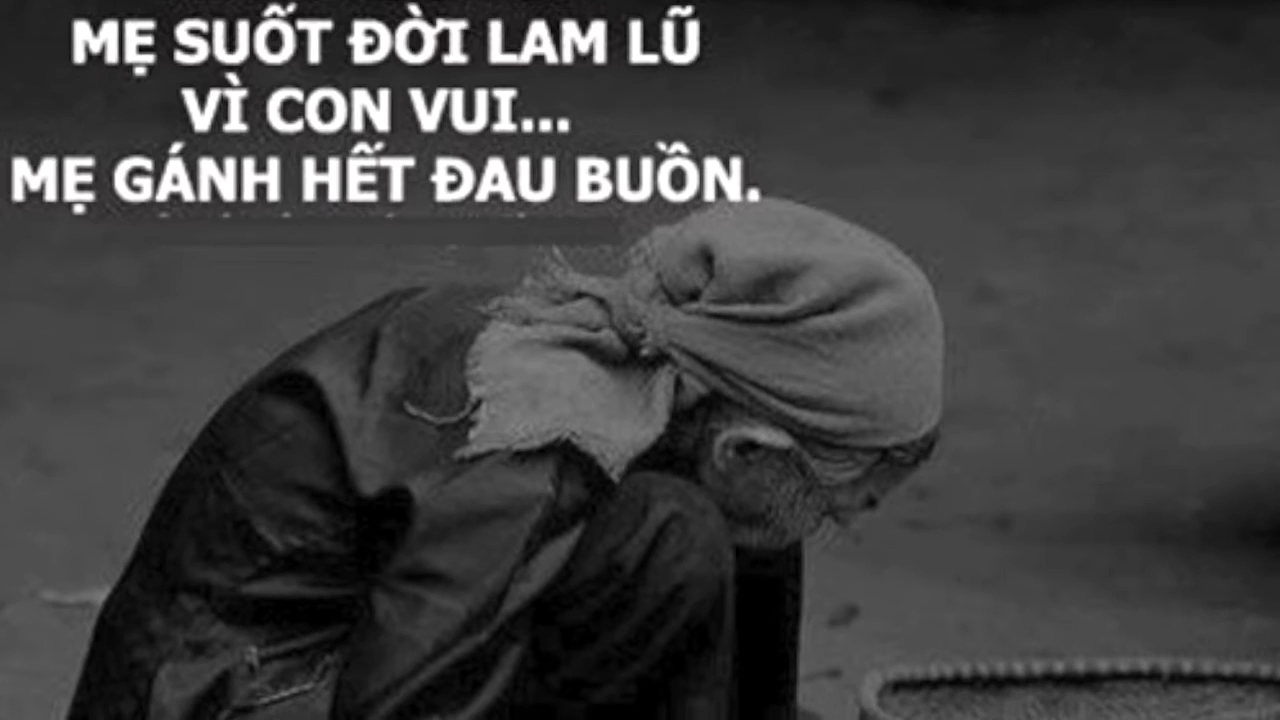 MẸ SUỐT ĐỜI LAM LŨ
VÌ CON VUI...
MẸ GÁNH HẾT ĐAU BUỒN.